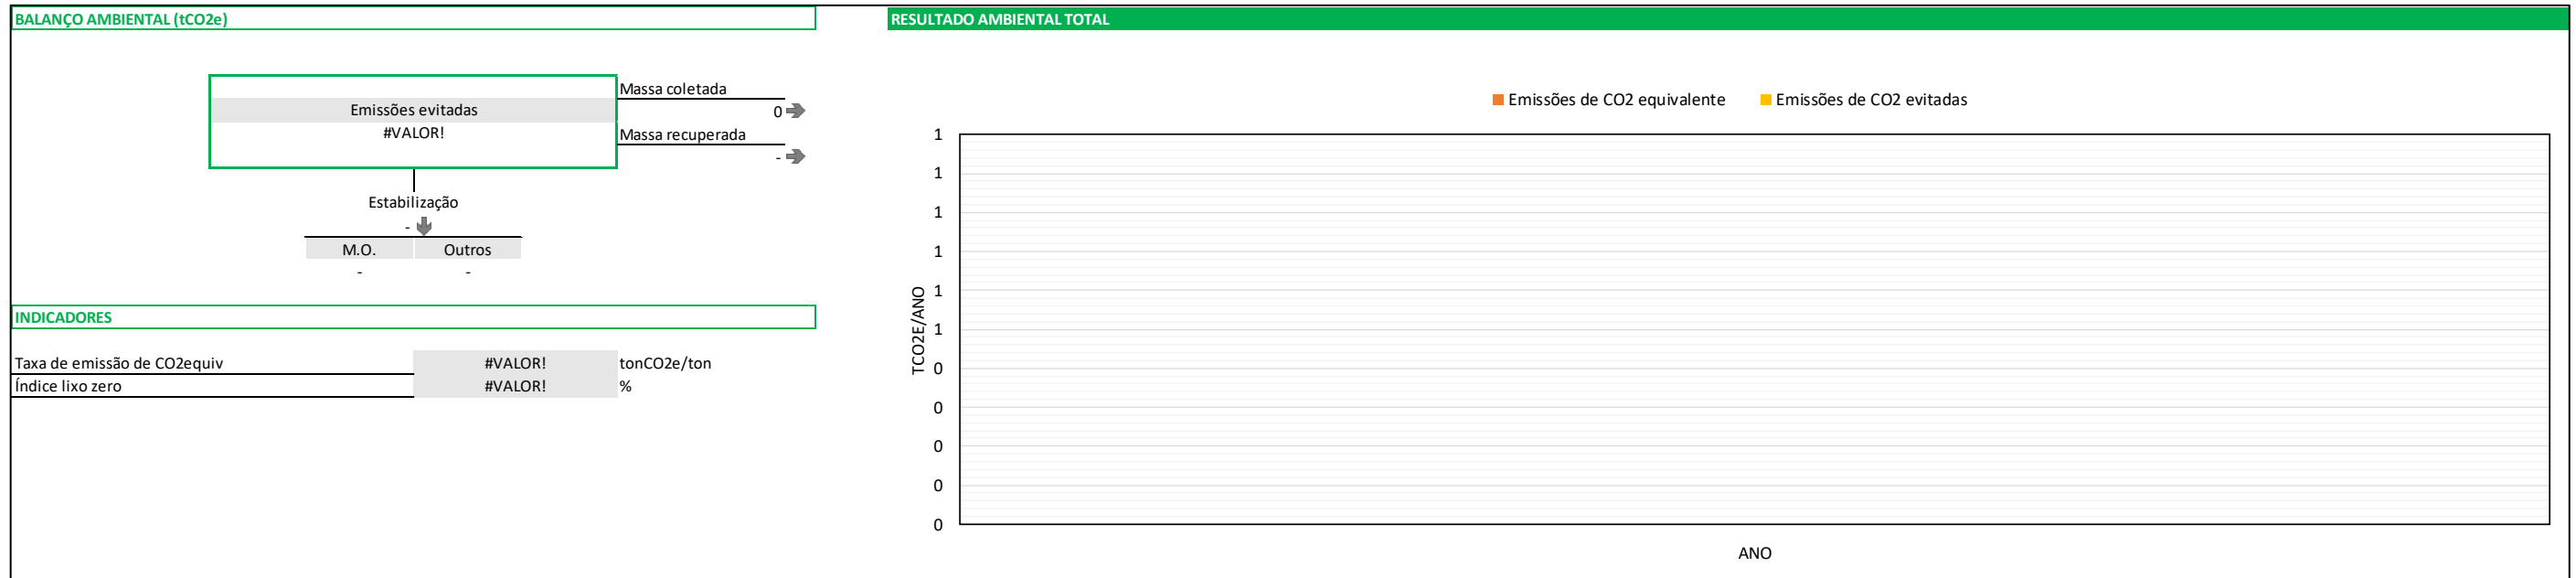 BALANÇO AMBIENTAL (tCO2e)
Massa coletada
Emissões evitadas
0
#VALOR!
Massa recuperada
-
Estabilização
-
M.O. Outros
- -
INDICADORES
Taxa de emissão de CO2equiv #VALOR! tonCO2e/ton
Índice lixo zero #VALOR! %
RESULTADO AMBIENTAL TOTAL
Emissões de CO2 equivalente Emissões de CO2 evitadas
1
1
1
1
1
1
0
0
0
0
0
TCO2E/ANO
ANO